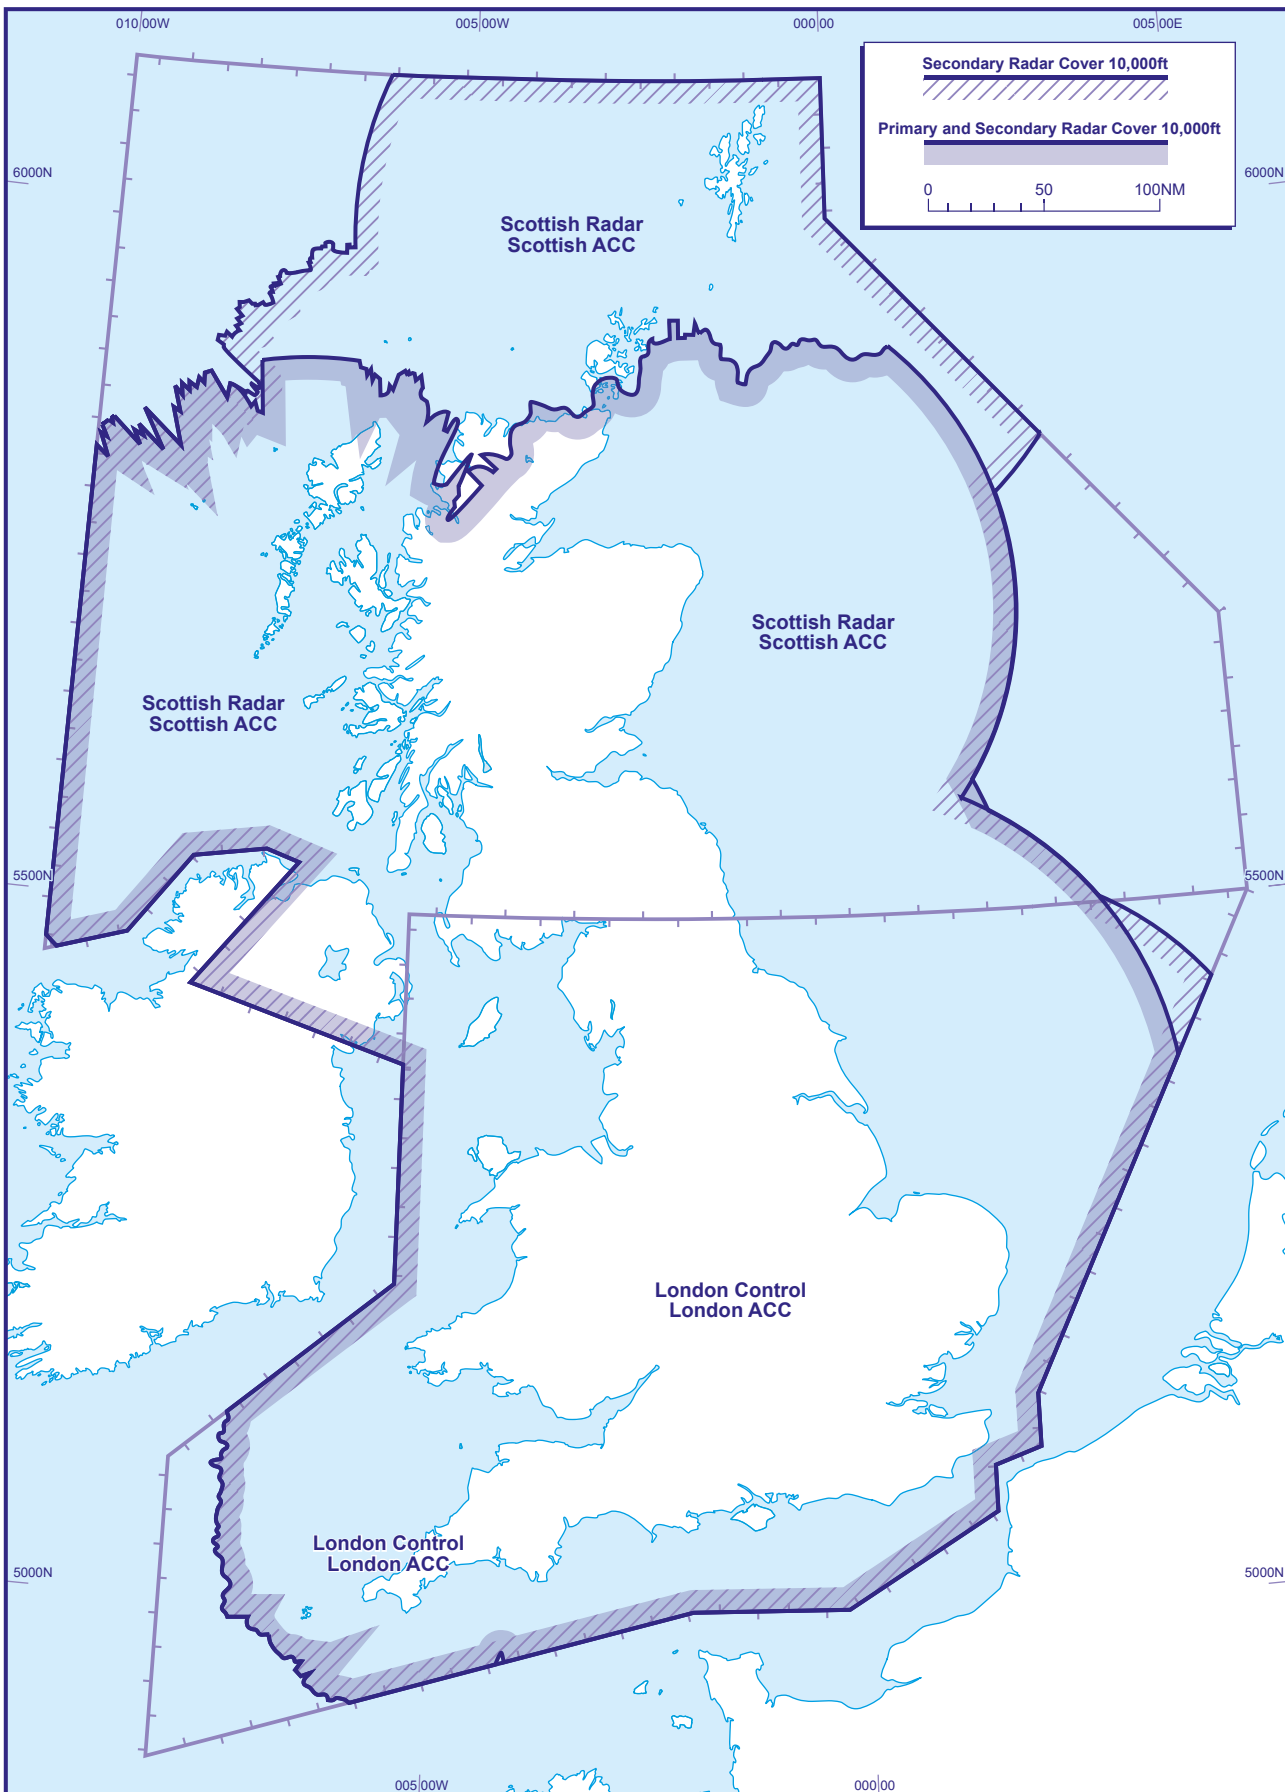 010 00W
005 00W
000 00
005 00E
Secondary Radar Cover 10,000ft
Primary and Secondary Radar Cover 10,000ft
0
50
100NM
6000N
6000N
Scottish Radar
Scottish ACC
Scottish Radar
Scottish ACC
Scottish Radar
Scottish ACC
5500N
5500N
London Control
London ACC
London Control
London ACC
5000N
5000N
005 00W
000 00